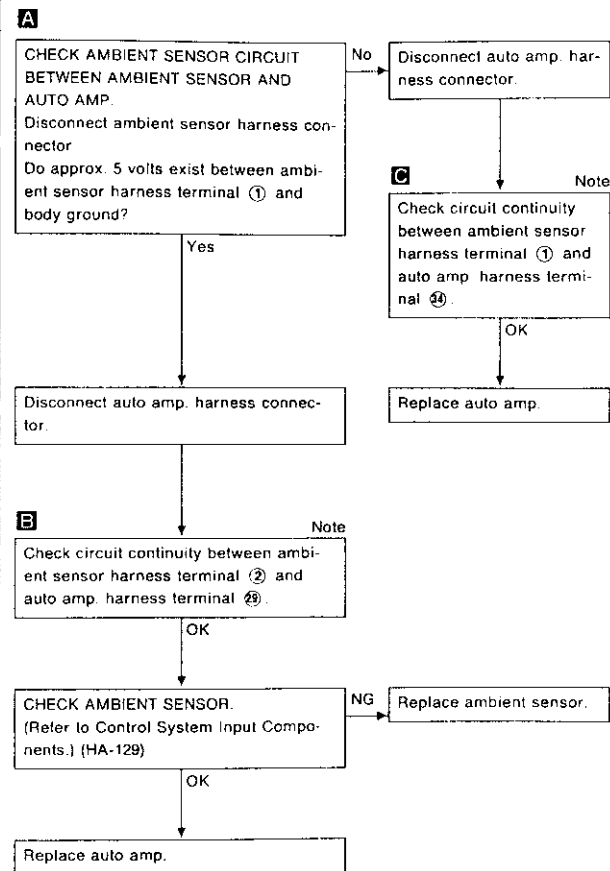 A
CHECK AMBIENT SENSOR CIRCUIT
BETWEEN AMBIENT SENSOR AND
AUTO AMP.
Disconnect ambient sensor harness con-
nector
Do approx. 5 volts exist between ambi-
ent sensor harness terminal ① and
body ground?
No
Disconnect auto amp. har-
ness connector.
C
Note
Check circuit continuity
between ambient sensor
harness terminal ① and
auto amp harness termi-
nal ㉞.
OK
Replace auto amp.
Yes
Disconnect auto amp. harness connec-
tor.
B
Note
Check circuit continuity between ambi-
ent sensor harness terminal ② and
auto amp. harness terminal ㉙.
OK
CHECK AMBIENT SENSOR.
(Refer to Control System Input Compo-
nents.) (HA-129)
NG
Replace ambient sensor.
OK
Replace auto amp.